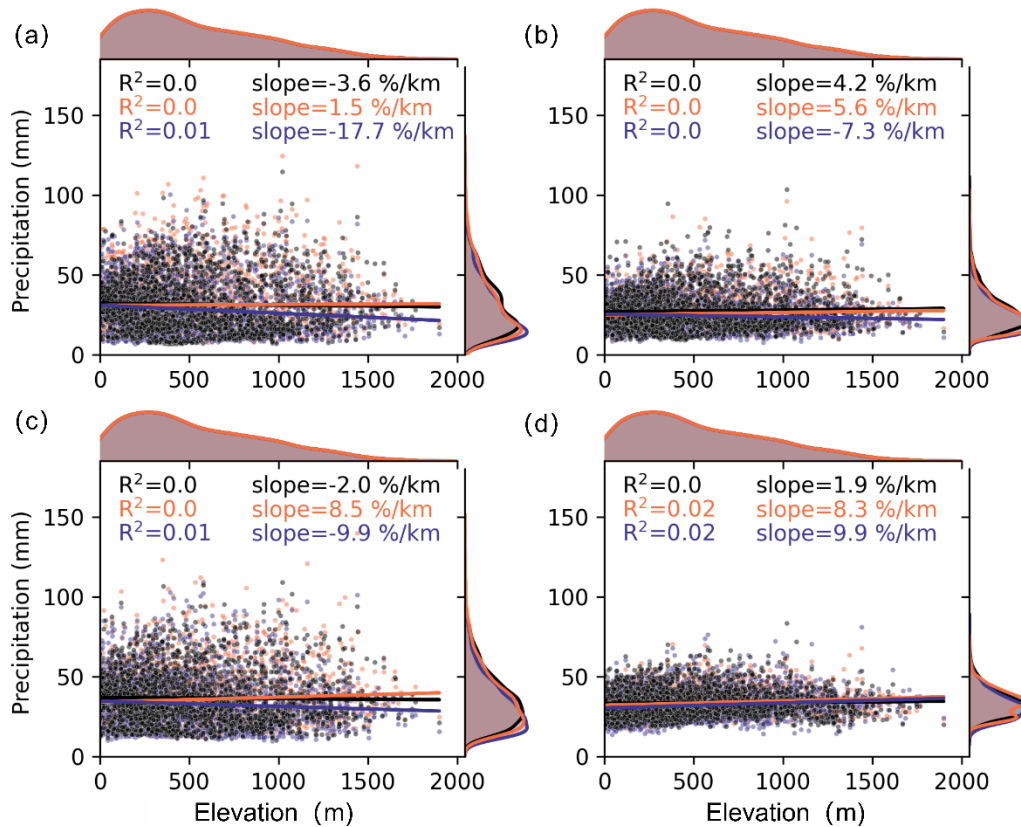 (a)
R²=0.0 slope=-3.6 %/km
R²=0.0 slope=1.5 %/km
R²=0.01 slope=-17.7 %/km
Precipitation (mm)
150
100
50
0
0 500 1000 1500 2000
(b)
R²=0.0 slope=4.2 %/km
R²=0.0 slope=5.6 %/km
R²=0.0 slope=-7.3 %/km
150
100
50
0
0 500 1000 1500 2000
(c)
R²=0.0 slope=-2.0 %/km
R²=0.0 slope=8.5 %/km
R²=0.01 slope=-9.9 %/km
Precipitation (mm)
150
100
50
0
0 500 1000 1500 2000
Elevation (m)
(d)
R²=0.0 slope=1.9 %/km
R²=0.02 slope=8.3 %/km
R²=0.02 slope=9.9 %/km
150
100
50
0
0 500 1000 1500 2000
Elevation (m)